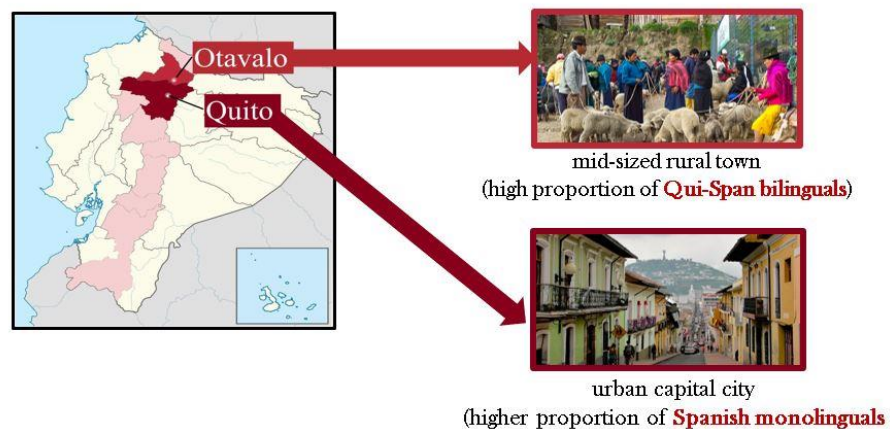 Otavalo
Quito
mid-sized rural town
(high proportion of Qui-Span bilinguals)
urban capital city
(higher proportion of Spanish monolinguals